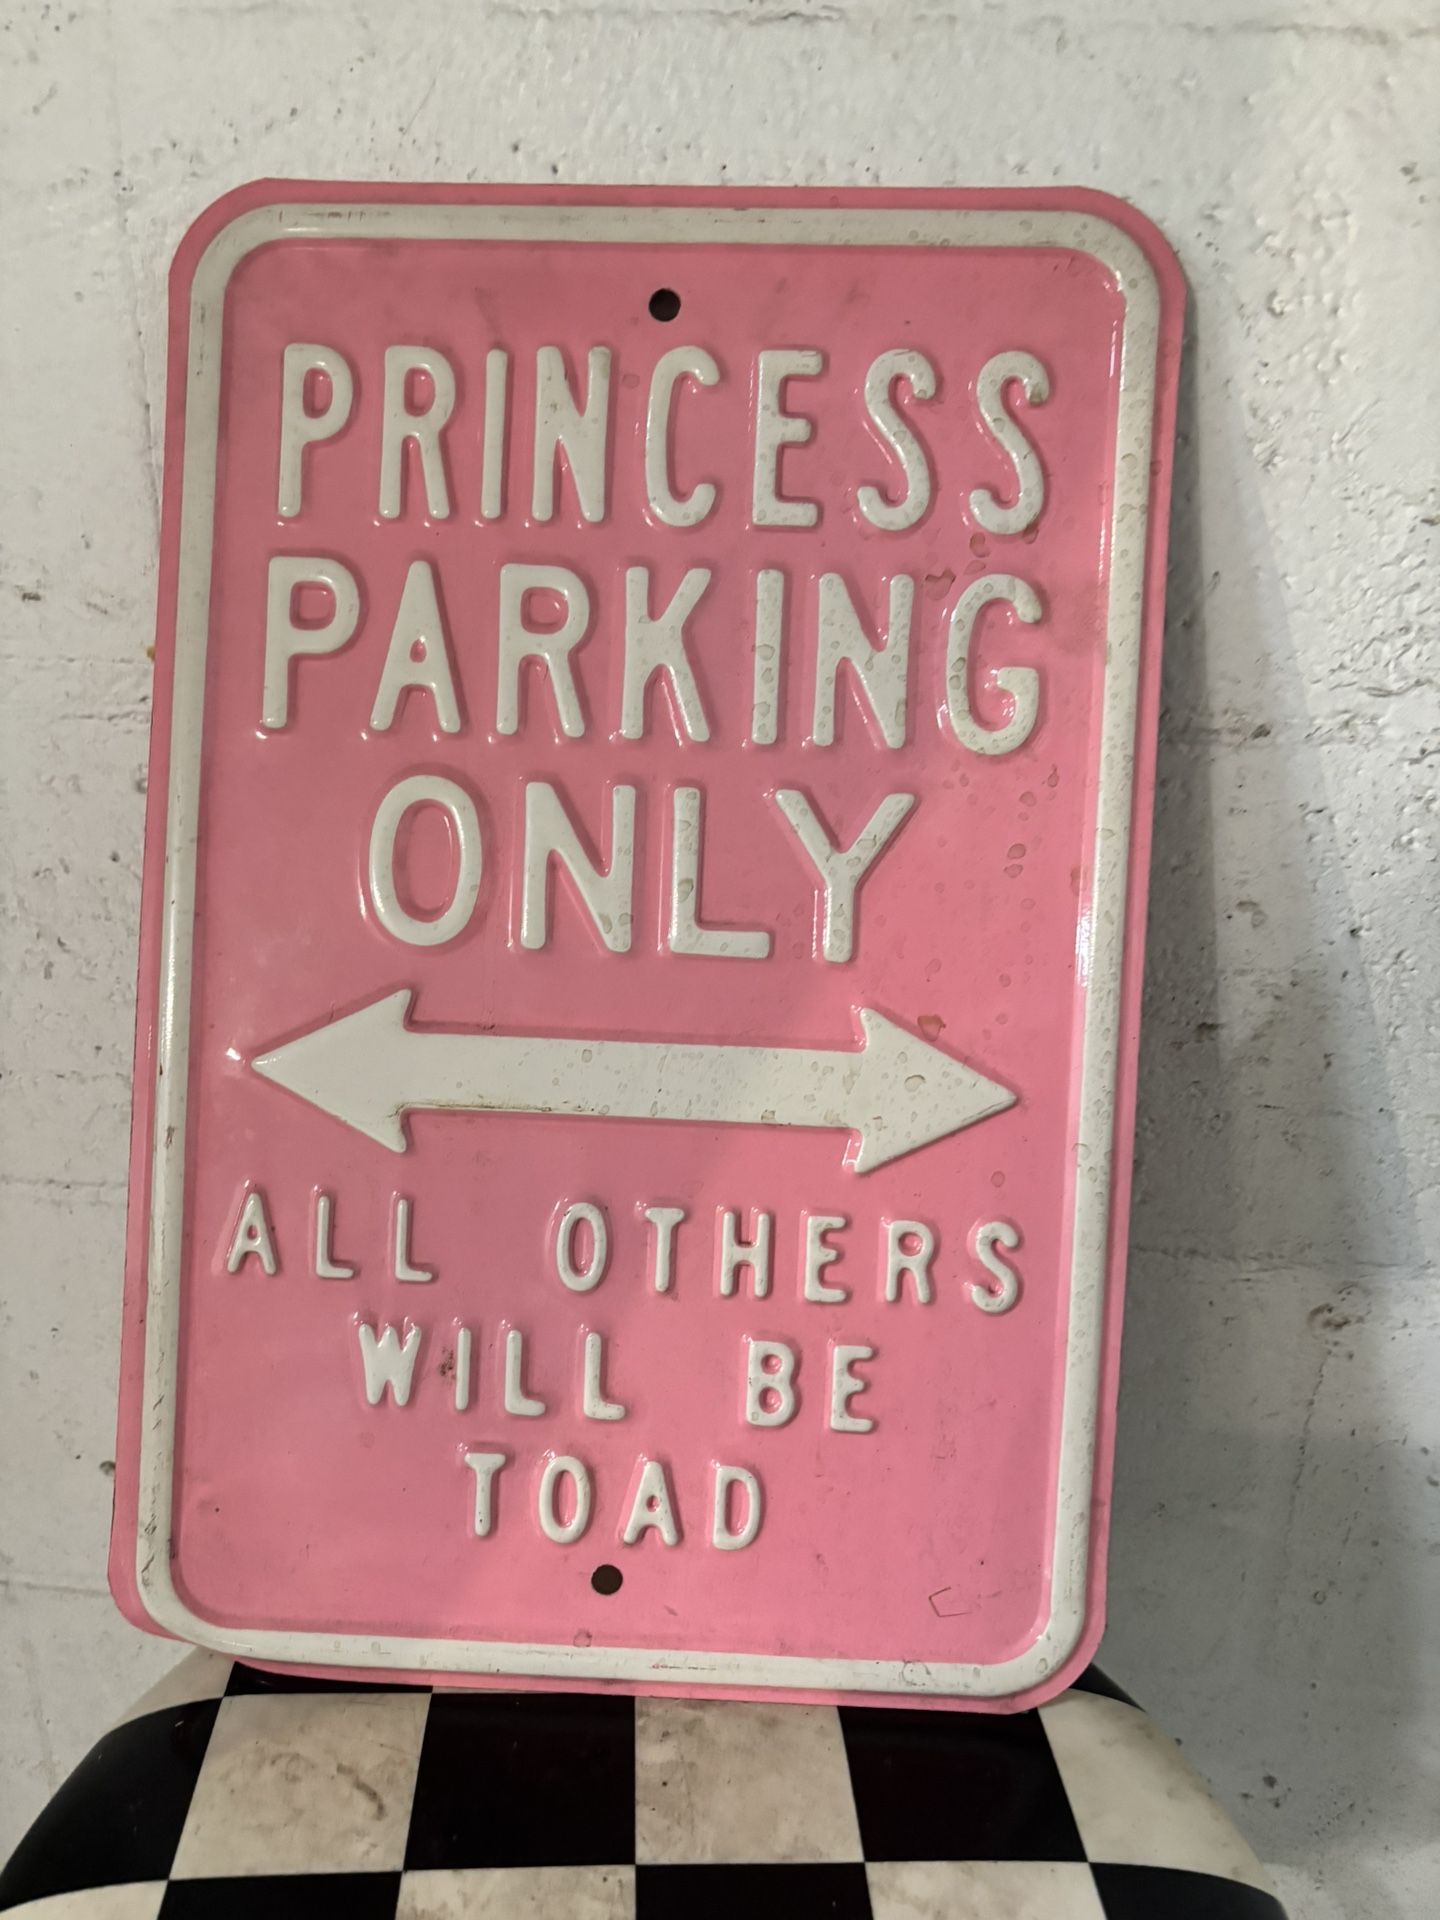 PRINCESS
PARKING
ONLY
ALL OTHERS
WILL BE
TOAD